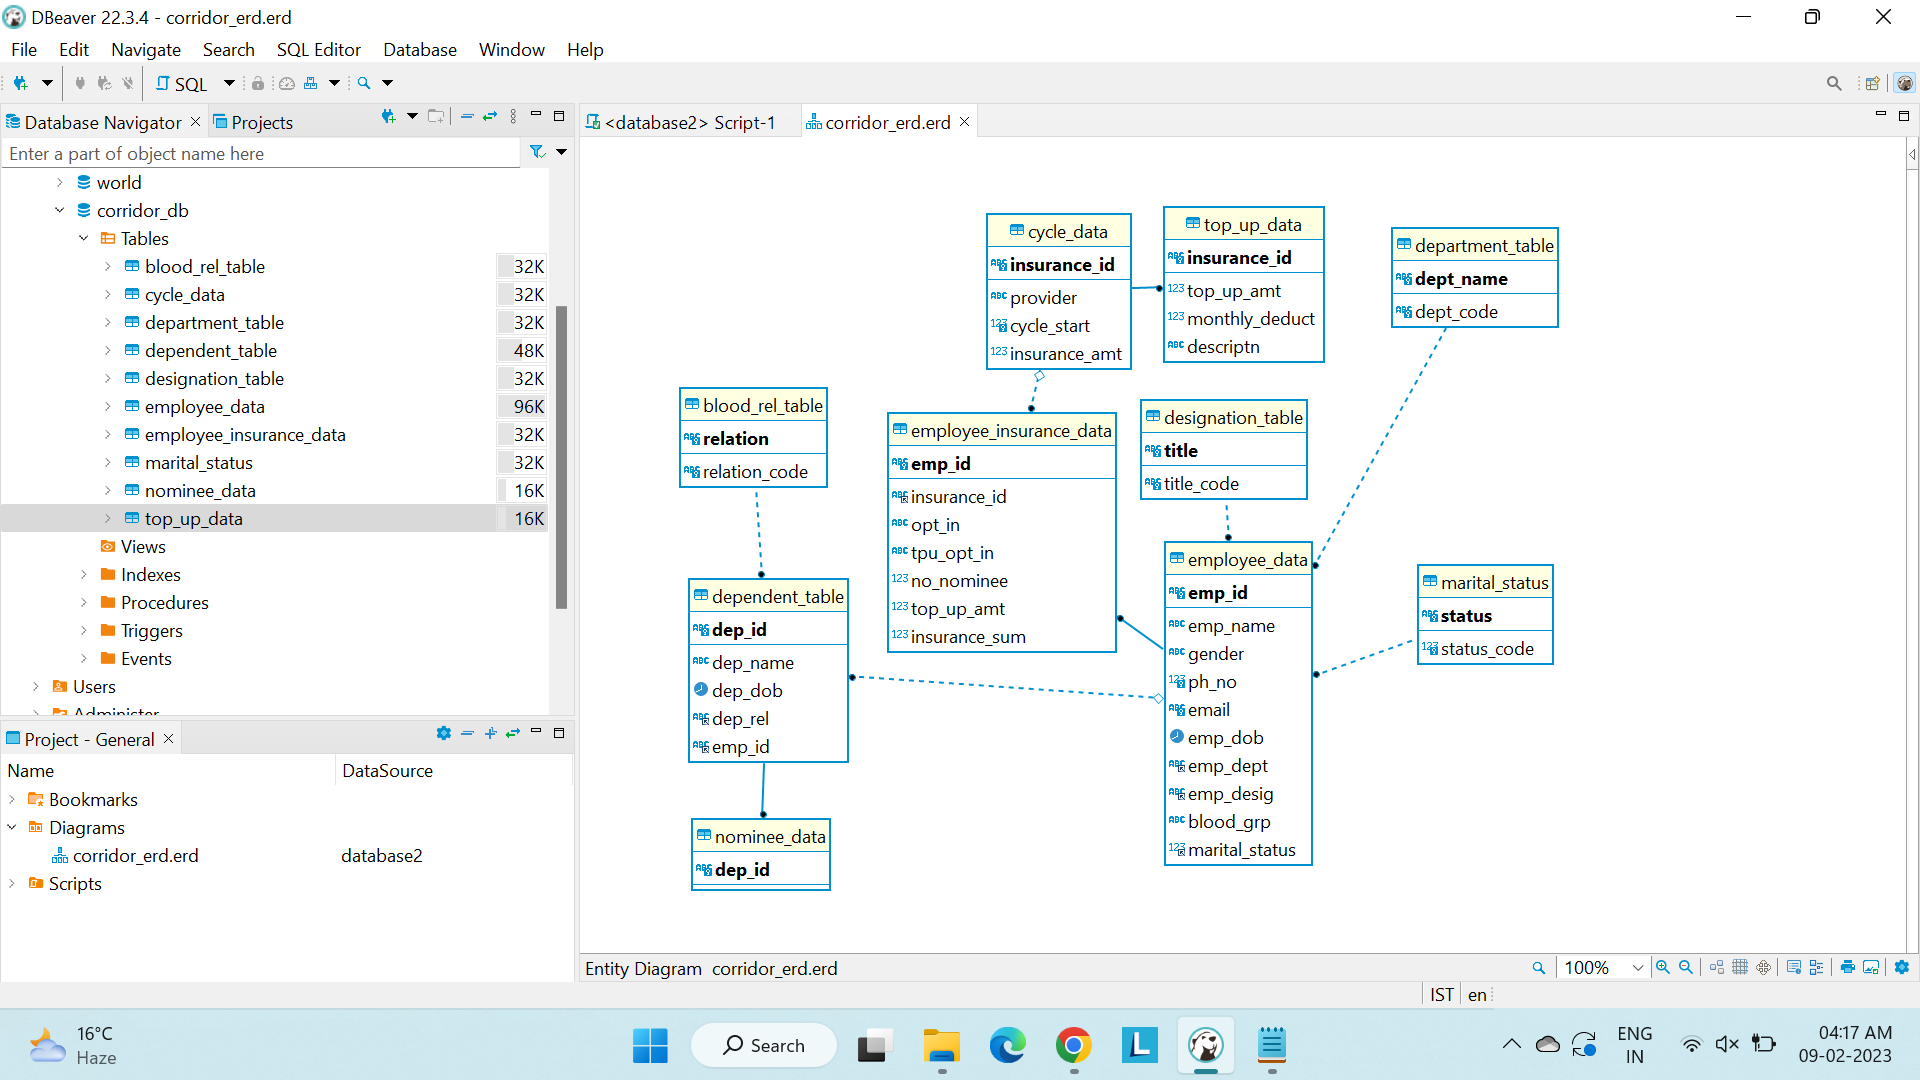 DBeaver 22.3.4 - corridor_erd.erd
File Edit Navigate Search SQL Editor Database Window Help
SQL
Database Navigator Projects
Enter a part of object name here
world
corridor_db
Tables
blood_rel_table 32K
cycle_data 32K
department_table 32K
dependent_table 48K
designation_table 32K
employee_data 96K
employee_insurance_data 32K
marital_status 32K
nominee_data 16K
top_up_data 16K
Views
Indexes
Procedures
Triggers
Events
Users
Administer
Project - General
Name DataSource
Bookmarks
Diagrams
corridor_erd.erd database2
Scripts
<database2> Script-1 corridor_erd.erd
cycle_data
insurance_id
provider
cycle_start
insurance_amt
top_up_data
insurance_id
top_up_amt
monthly_deduct
descriptn
department_table
dept_name
dept_code
blood_rel_table
relation
relation_code
employee_insurance_data
emp_id
insurance_id
opt_in
tpu_opt_in
no_nominee
top_up_amt
insurance_sum
designation_table
title
title_code
employee_data
emp_id
emp_name
gender
ph_no
email
emp_dob
emp_dept
emp_desig
blood_grp
marital_status
marital_status
status
status_code
dependent_table
dep_id
dep_name
dep_dob
dep_rel
emp_id
nominee_data
dep_id
Entity Diagram corridor_erd.erd
100%
IST en
16°C
Haze
Search
L
ENG
IN
04:17 AM
09-02-2023